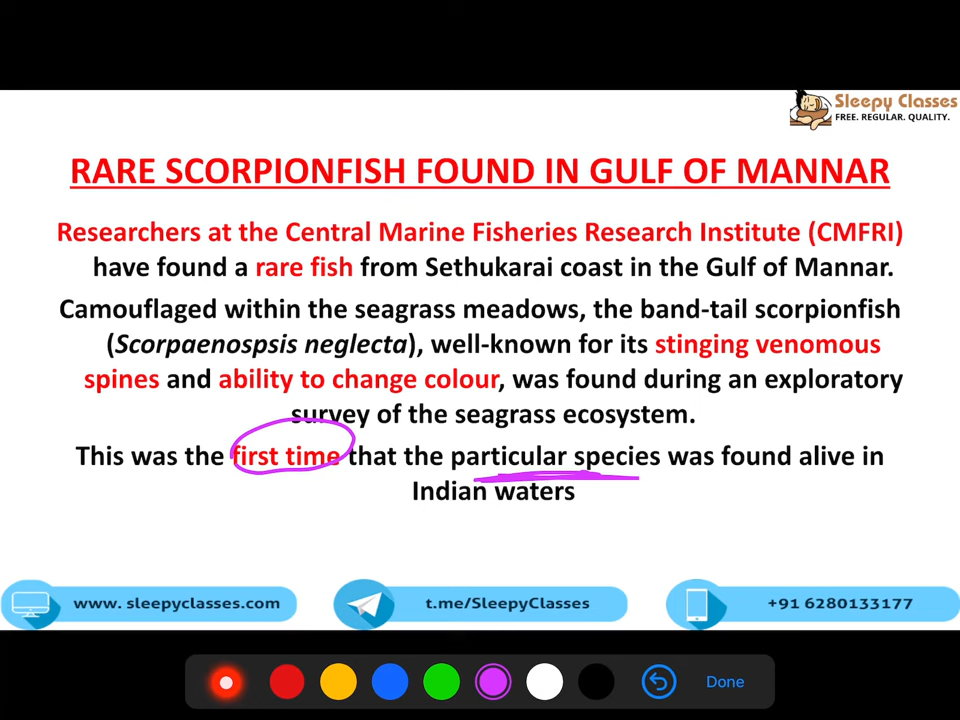 Sleepy Classes
FREE. REGULAR. QUALITY.
RARE SCORPIONFISH FOUND IN GULF OF MANNAR
Researchers at the Central Marine Fisheries Research Institute (CMFRI)
have found a rare fish from Sethukarai coast in the Gulf of Mannar.
Camouflaged within the seagrass meadows, the band-tail scorpionfish
(Scorpaenospsis neglecta), well-known for its stinging venomous
spines and ability to change colour, was found during an exploratory
survey of the seagrass ecosystem.
This was the first time that the particular species was found alive in
Indian waters
www. sleepyclasses.com
t.me/SleepyClasses
+91 6280133177
Done